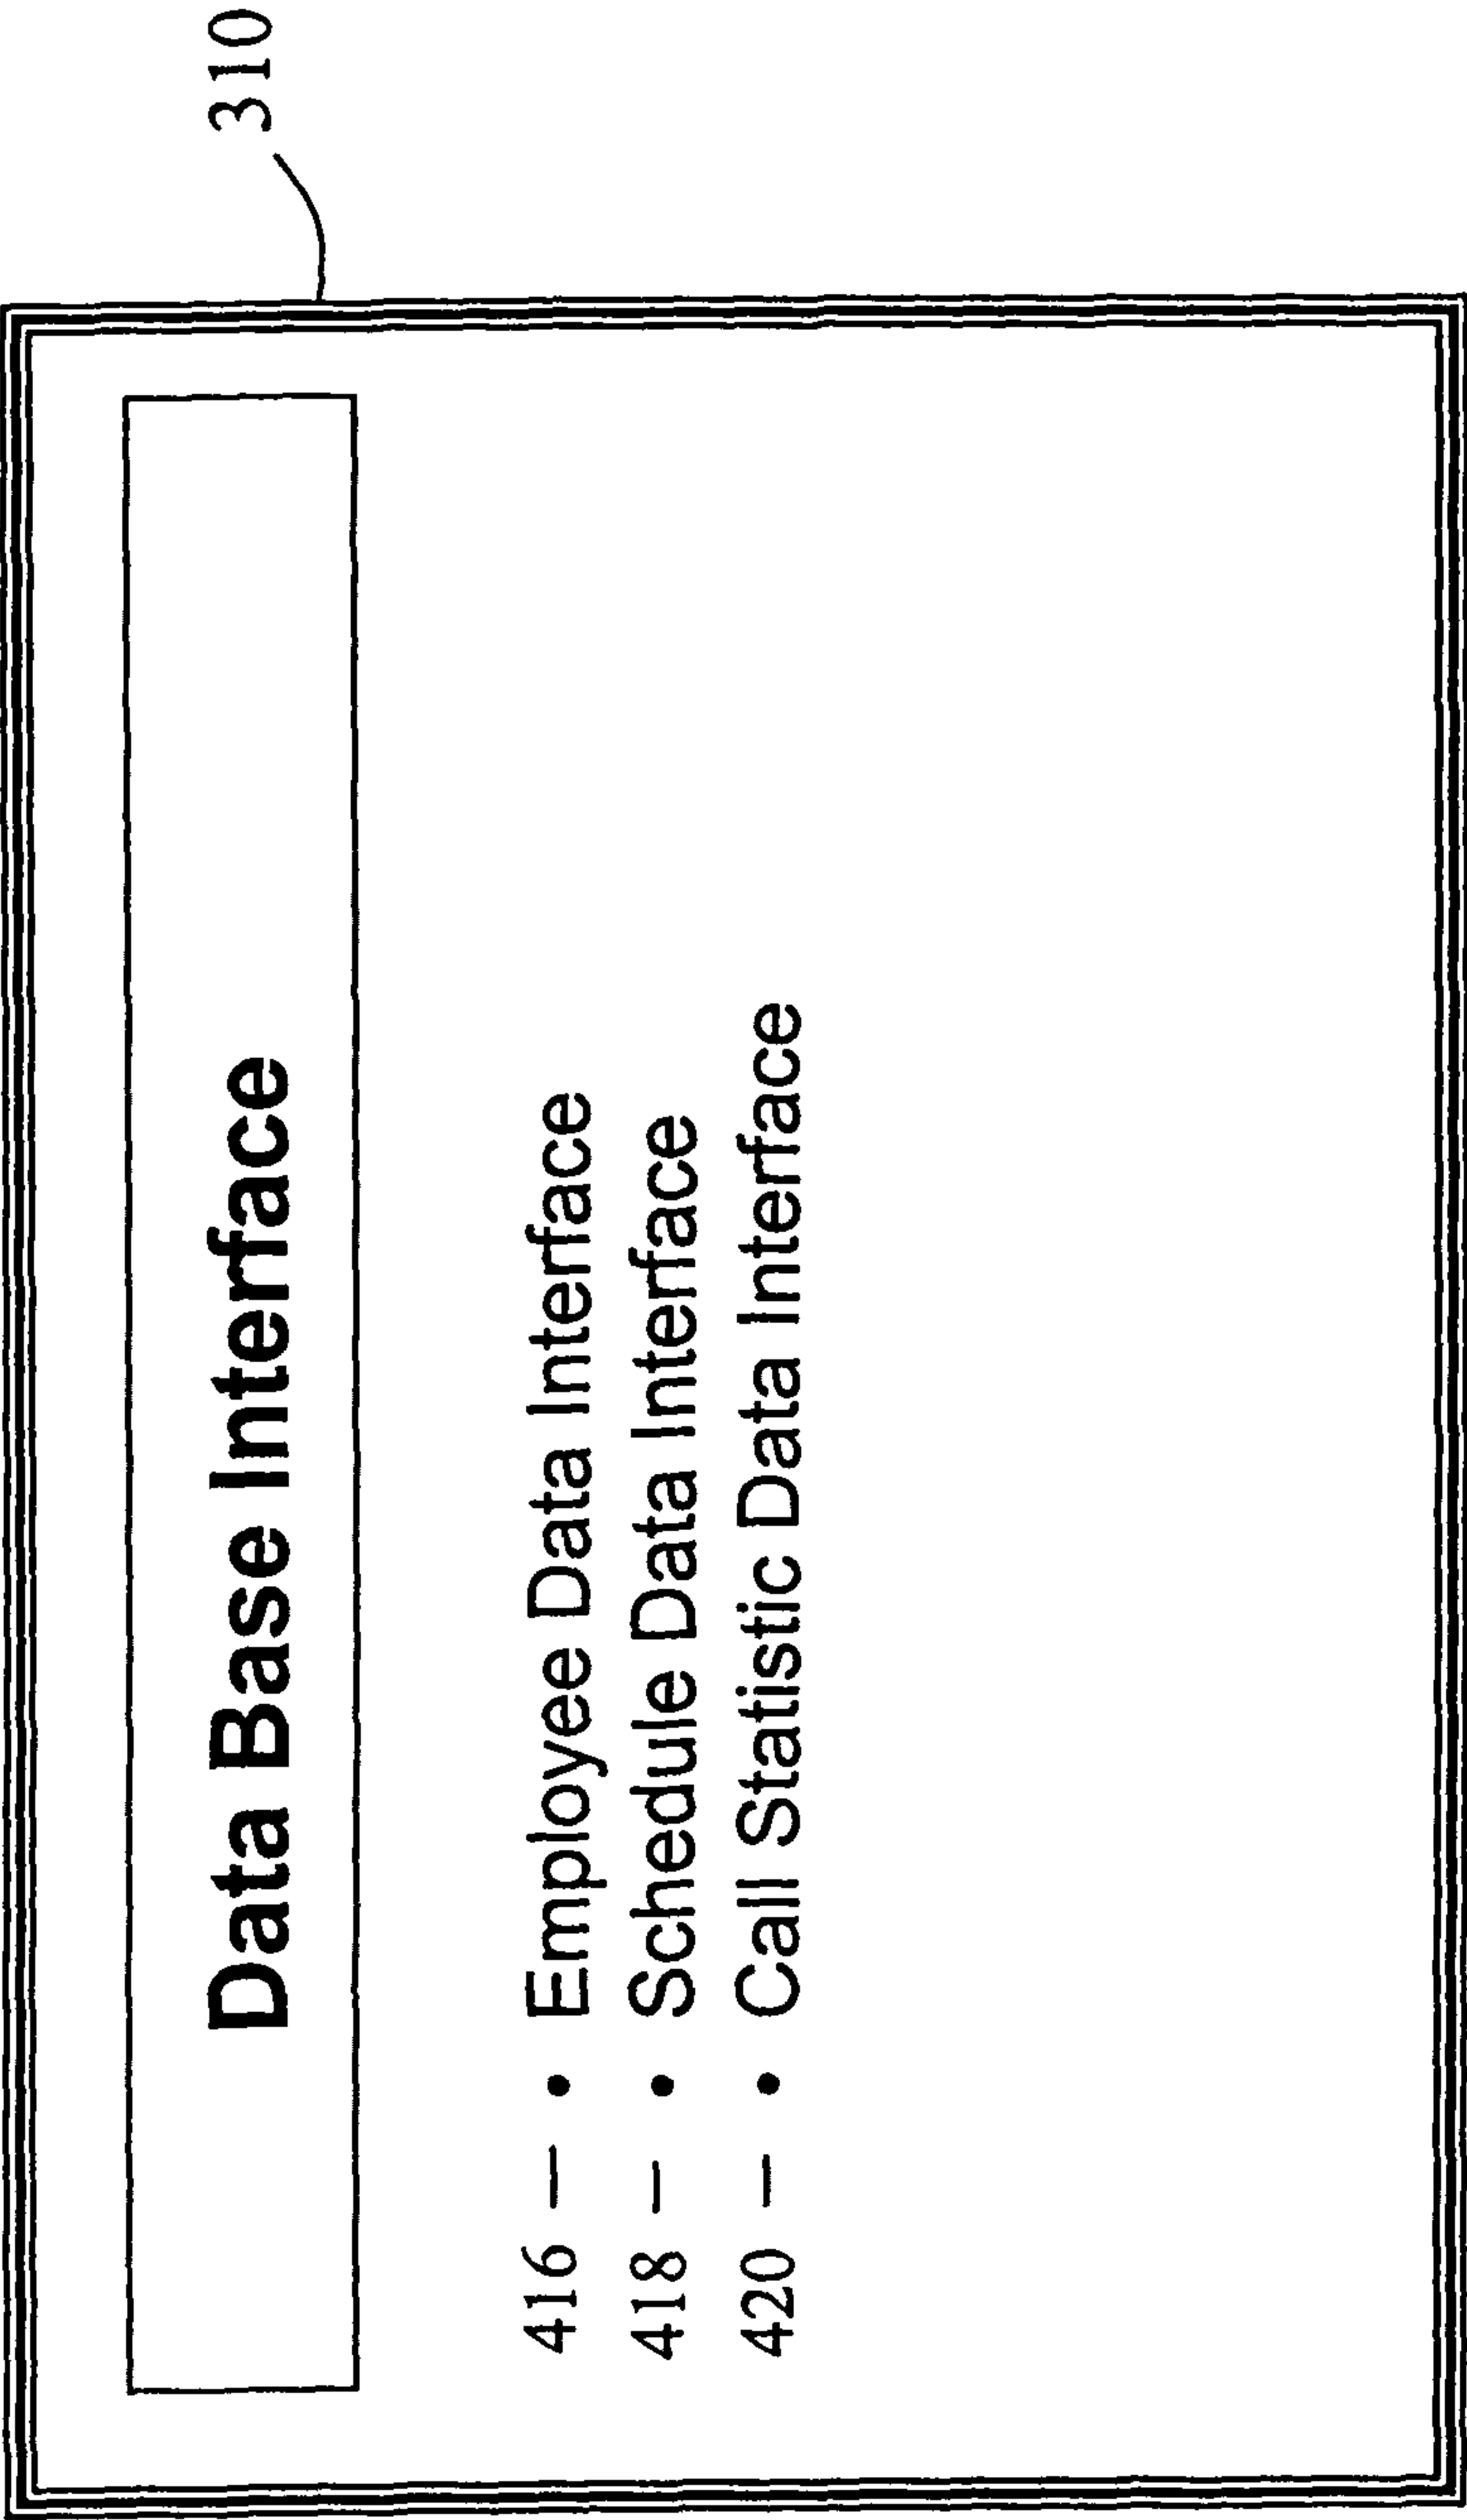 310
Data Base Interface
416 — • Employee Data Interface
418 — • Schedule Data Interface
420 — • Call Statistic Data Interface